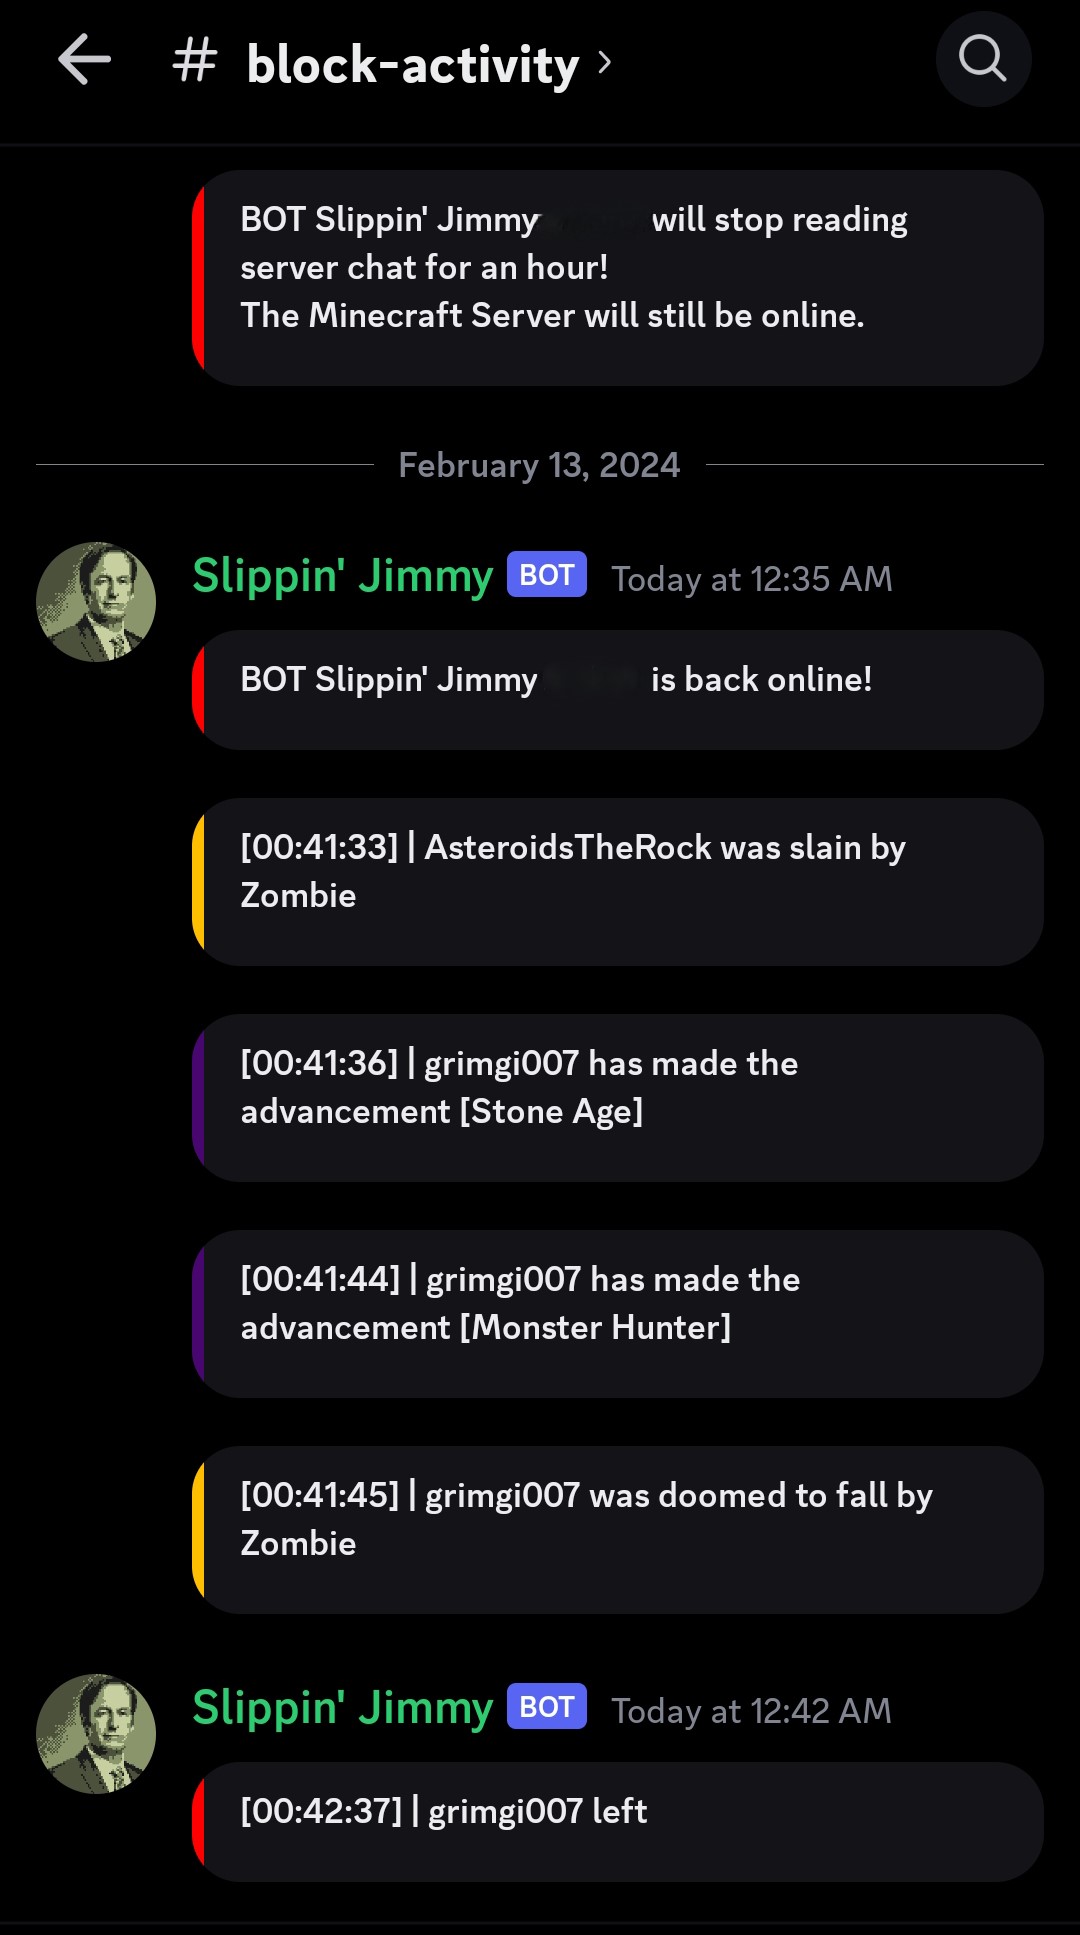 # block-activity >
BOT Slippin' Jimmy will stop reading
server chat for an hour!
The Minecraft Server will still be online.
February 13, 2024
Slippin' Jimmy BOT Today at 12:35 AM
BOT Slippin' Jimmy is back online!
[00:41:33] | AsteroidsTheRock was slain by
Zombie
[00:41:36] | grimgi007 has made the
advancement [Stone Age]
[00:41:44] | grimgi007 has made the
advancement [Monster Hunter]
[00:41:45] | grimgi007 was doomed to fall by
Zombie
Slippin' Jimmy BOT Today at 12:42 AM
[00:42:37] | grimgi007 left